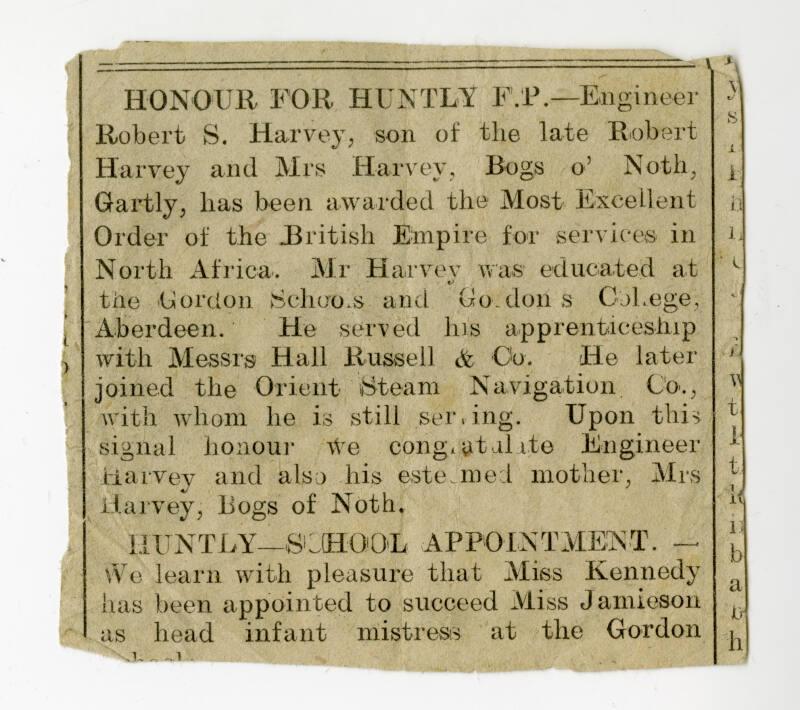 HONOUR FOR HUNTLY F.P.—Engineer
Robert S. Harvey, son of the late Robert
Harvey and Mrs Harvey, Bogs o' Noth,
Gartly, has been awarded the Most Excellent
Order of the British Empire for services in
North Africa. Mr Harvey was educated at
the Gordon Schools and Gordon s College,
Aberdeen. He served his apprenticeship
with Messrs Hall Russell & Co. He later
joined the Orient Steam Navigation Co.,
with whom he is still serving. Upon this
signal honour we congratulate Engineer
Harvey and also his esteemed mother, Mrs
Harvey, Bogs of Noth.
HUNTLY—SCHOOL APPOINTMENT. —
We learn with pleasure that Miss Kennedy
has been appointed to succeed Miss Jamieson
as head infant mistress at the Gordon